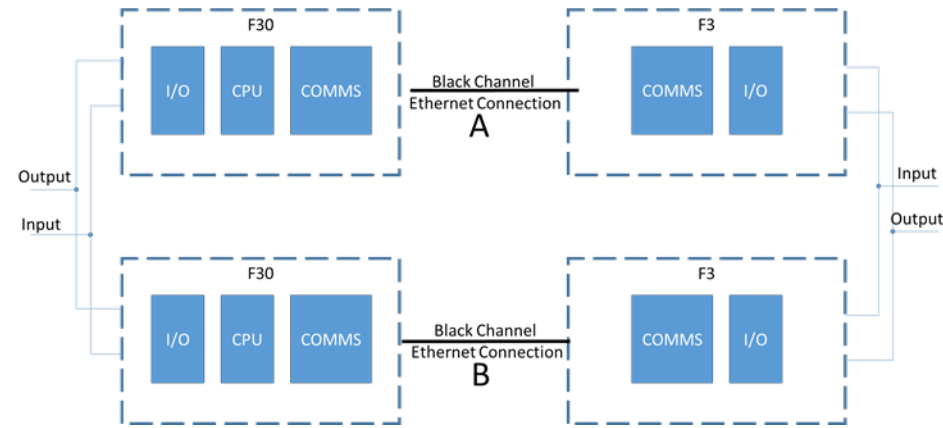 F30
F3
I/O
CPU
COMMS
Black Channel
Ethernet Connection
A
COMMS
I/O
Output
Input
Input
Output
F30
F3
I/O
CPU
COMMS
Black Channel
Ethernet Connection
B
COMMS
I/O